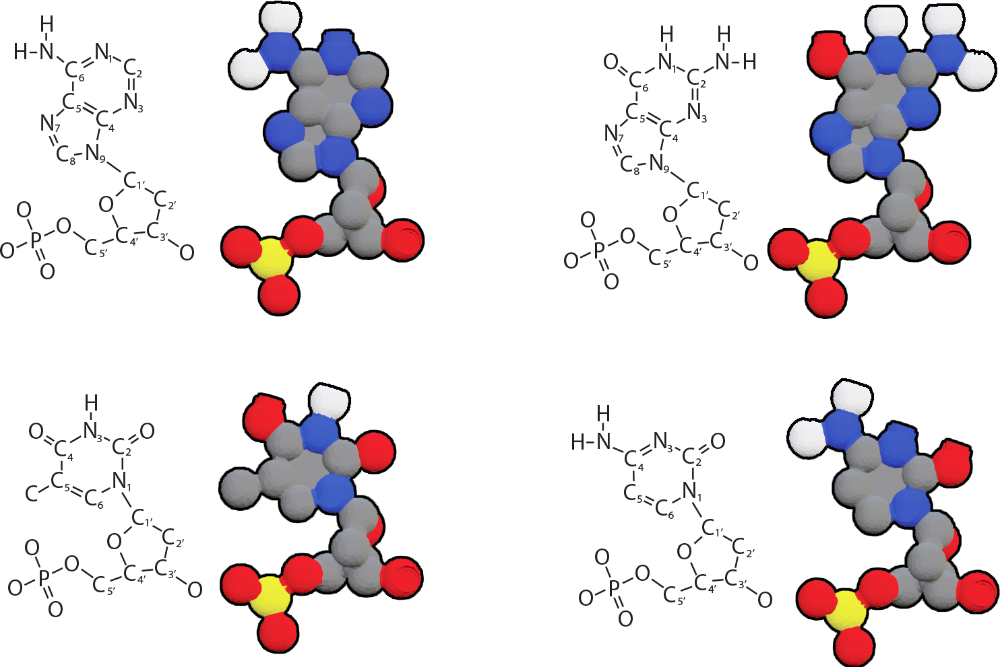 H
H N N1 C2
C6
C5 N3
N7 C4
C8 N9
C1'
O C2'
O O C4' C3'
O P C5' O
O
H H
O N1 N H
C6 C2
C5 N3
N7 C4
C8 N9
C1'
O C2'
O O C4' C3'
O P C5' O
O
H
O N3 O
C4 C2
C C5 N1
C6
C1'
O C2'
O O C4' C3'
O P C5' O
O
H
H N N3 O
C4 C2
C5 N1
C6
C1'
O C2'
O O C4' C3'
O P C5' O
O